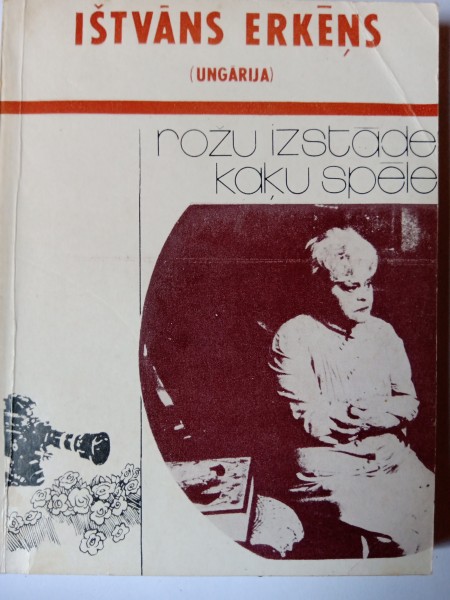 IŠTVĀNS ERKĒŅS
(UNGĀRIJA)
rožu izstāde
kaķu spēle